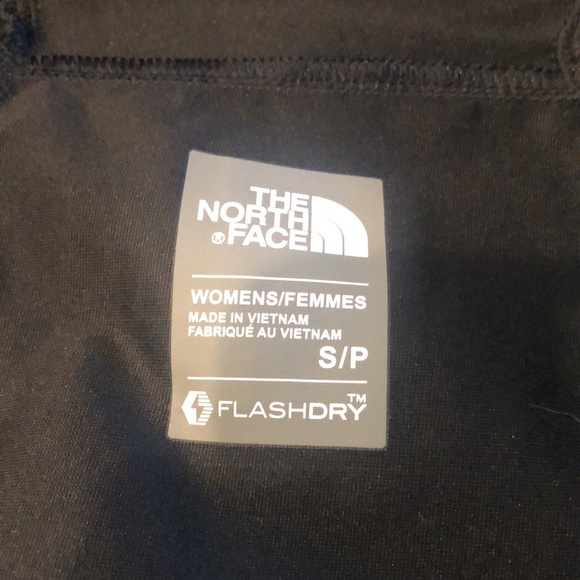 THE
NORTH
®FACE
WOMENS/FEMMES
MADE IN VIETNAM
FABRIQUÉ AU VIETNAM
S/P
FLASHDRY™